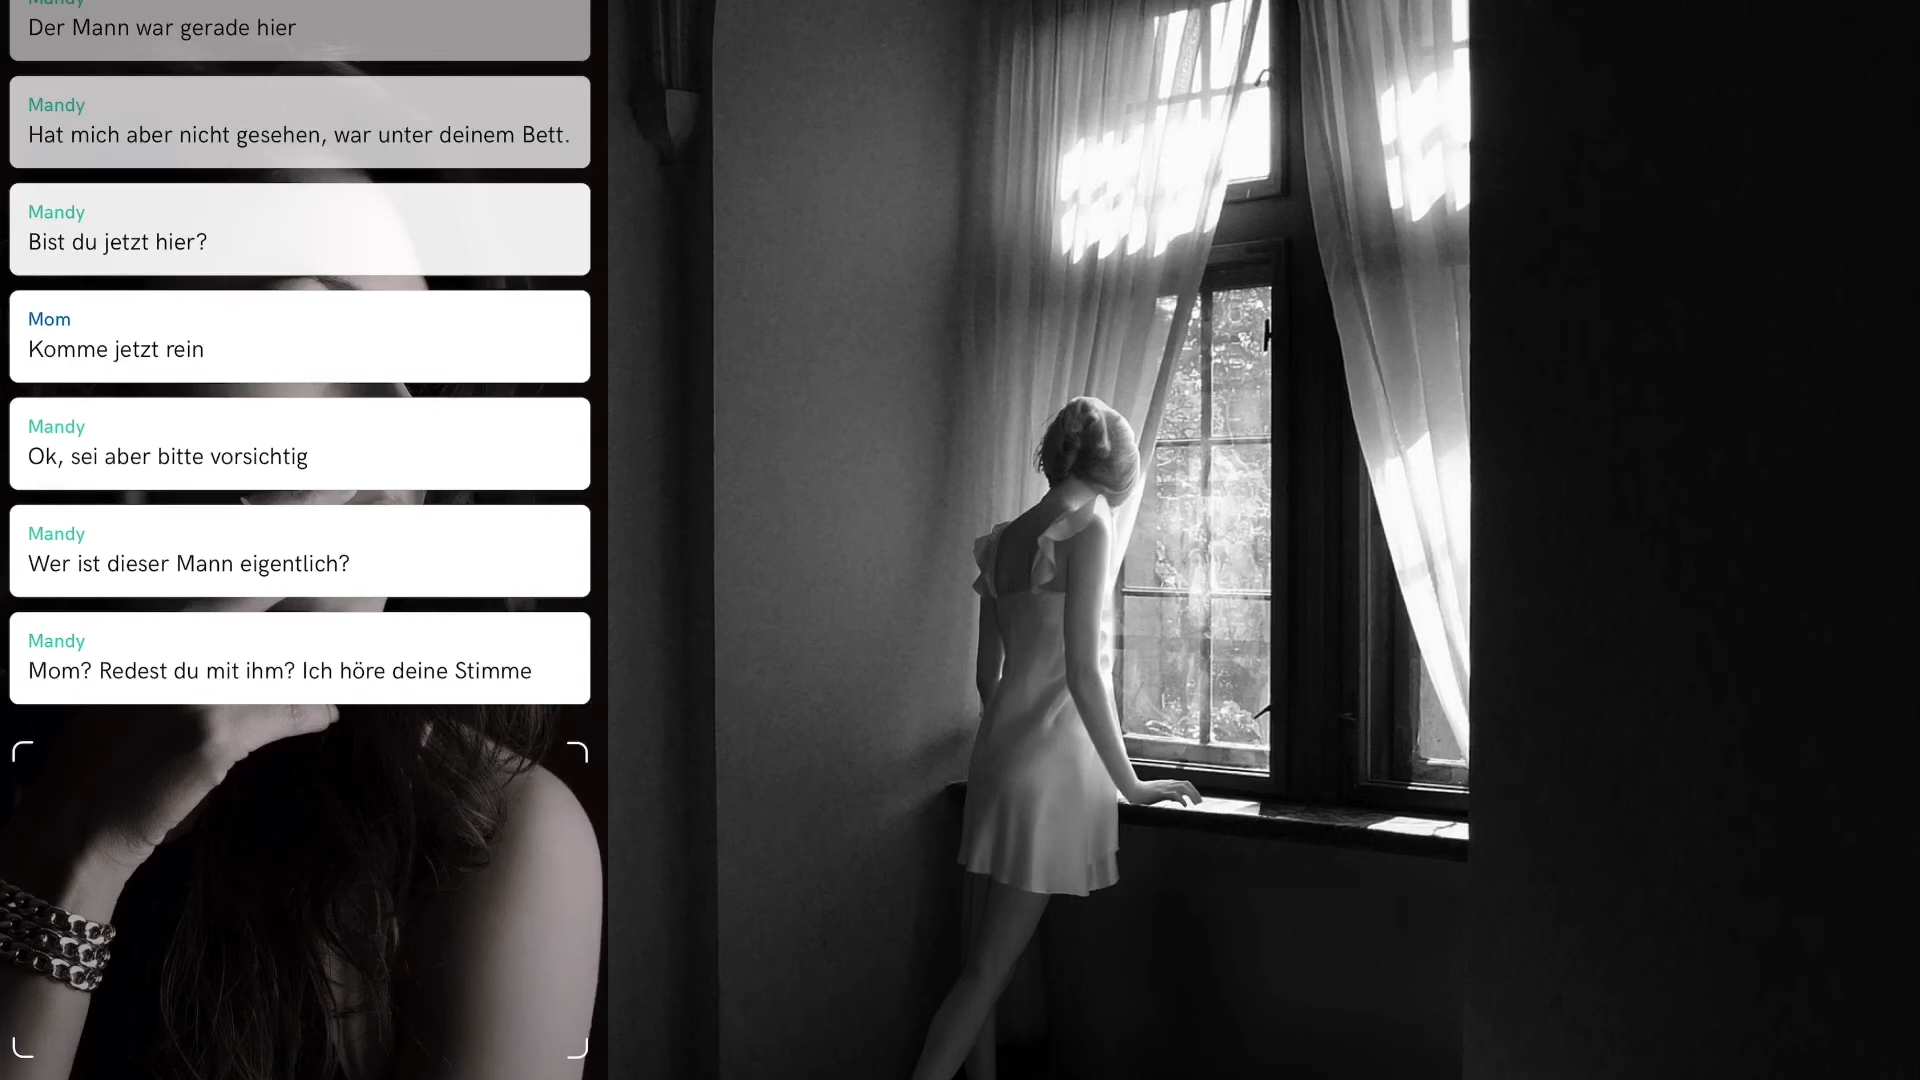 Mandy
Der Mann war gerade hier
Mandy
Hat mich aber nicht gesehen, war unter deinem Bett.
Mandy
Bist du jetzt hier?
Mom
Komme jetzt rein
Mandy
Ok, sei aber bitte vorsichtig
Mandy
Wer ist dieser Mann eigentlich?
Mandy
Mom? Redest du mit ihm? Ich höre deine Stimme